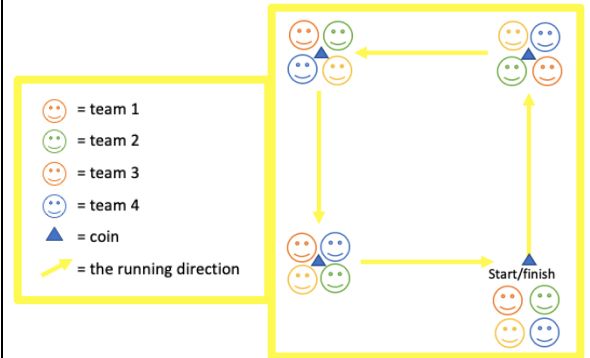 = team 1
= team 2
= team 3
= team 4
= coin
= the running direction
Start/finish